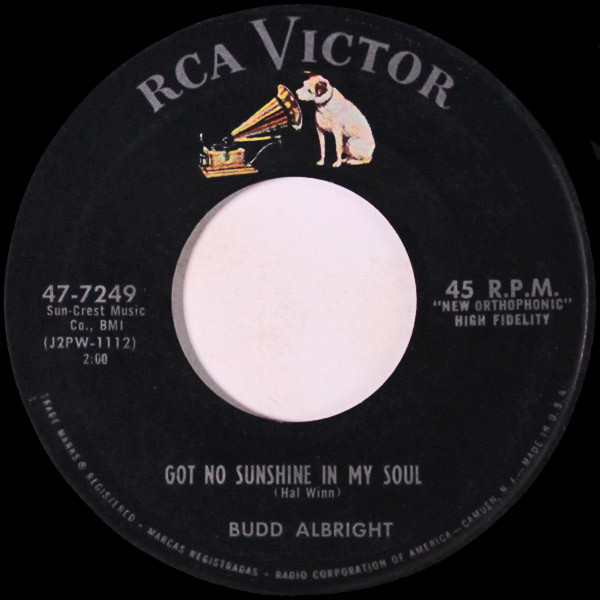 RCA VICTOR
47-7249
Sun-Crest Music
Co., BMI
(J2PW-1112)
2:00
45 R.P.M.
"NEW ORTHOPHONIC"
HIGH FIDELITY
GOT NO SUNSHINE IN MY SOUL
(Hal Winn)
BUDD ALBRIGHT
TRADE MARKS ® REGISTERED - MARCAS REGISTRADAS - RADIO CORPORATION OF AMERICA—CAMDEN, N. J.—MADE IN U.S.A.